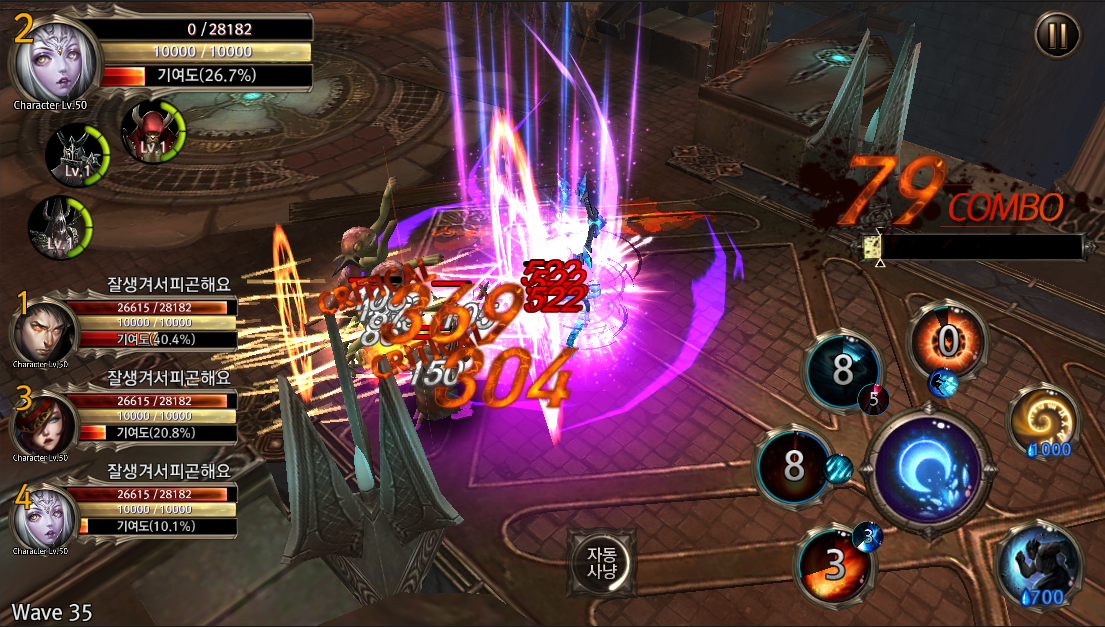 2
0 / 28182
10000 / 10000
기여도(26.7%)
Character Lv.50
Lv.1
Lv.1
Lv.1
잘생겨서피곤해요
1
26615 / 28182
10000 / 10000
기여도(40.4%)
Character Lv.50
잘생겨서피곤해요
3
26615 / 28182
10000 / 10000
기여도(20.8%)
Character Lv.50
잘생겨서피곤해요
4
26615 / 28182
10000 / 10000
기여도(10.1%)
Character Lv.50
Wave 35
522
522
522
369
150
304
79 COMBO
0
8
5
1000
8
3
3
700
자동
사냥